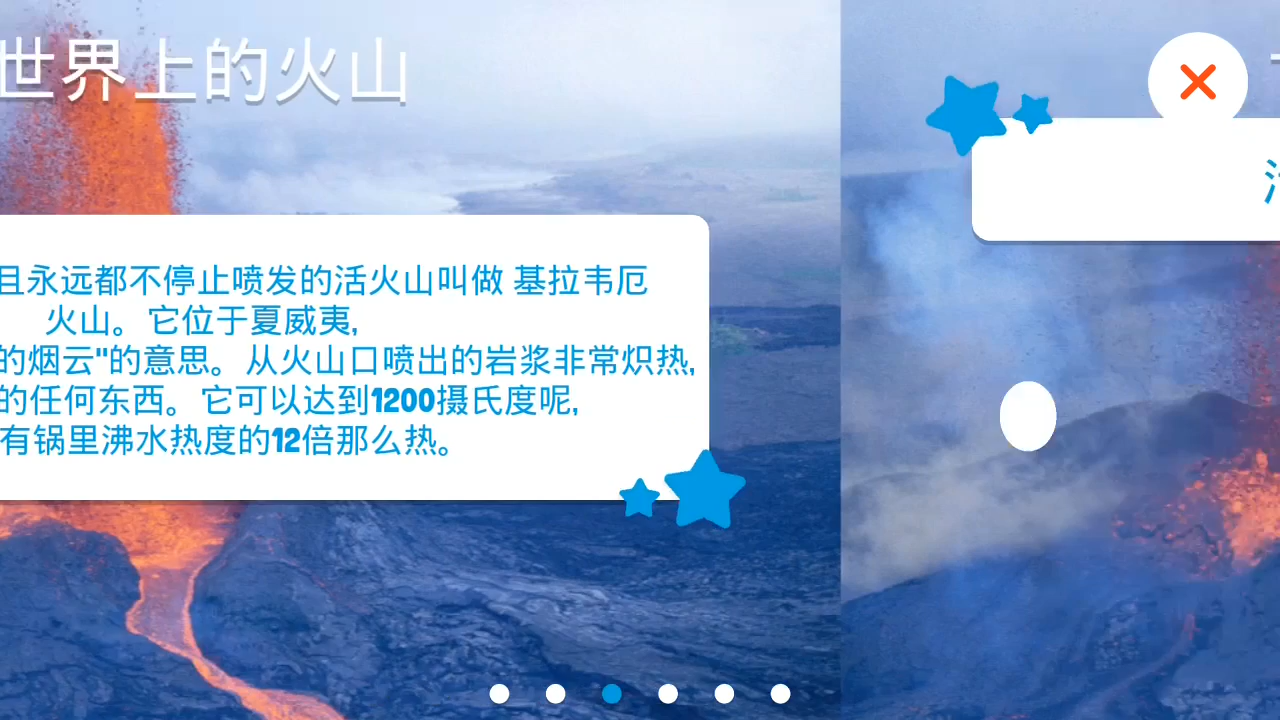 世界上的火山
且永远都不停止喷发的活火山叫做 基拉韦厄
火山。它位于夏威夷,
的烟云"的意思。从火山口喷出的岩浆非常炽热,
的任何东西。它可以达到1200摄氏度呢,
有锅里沸水热度的12倍那么热。